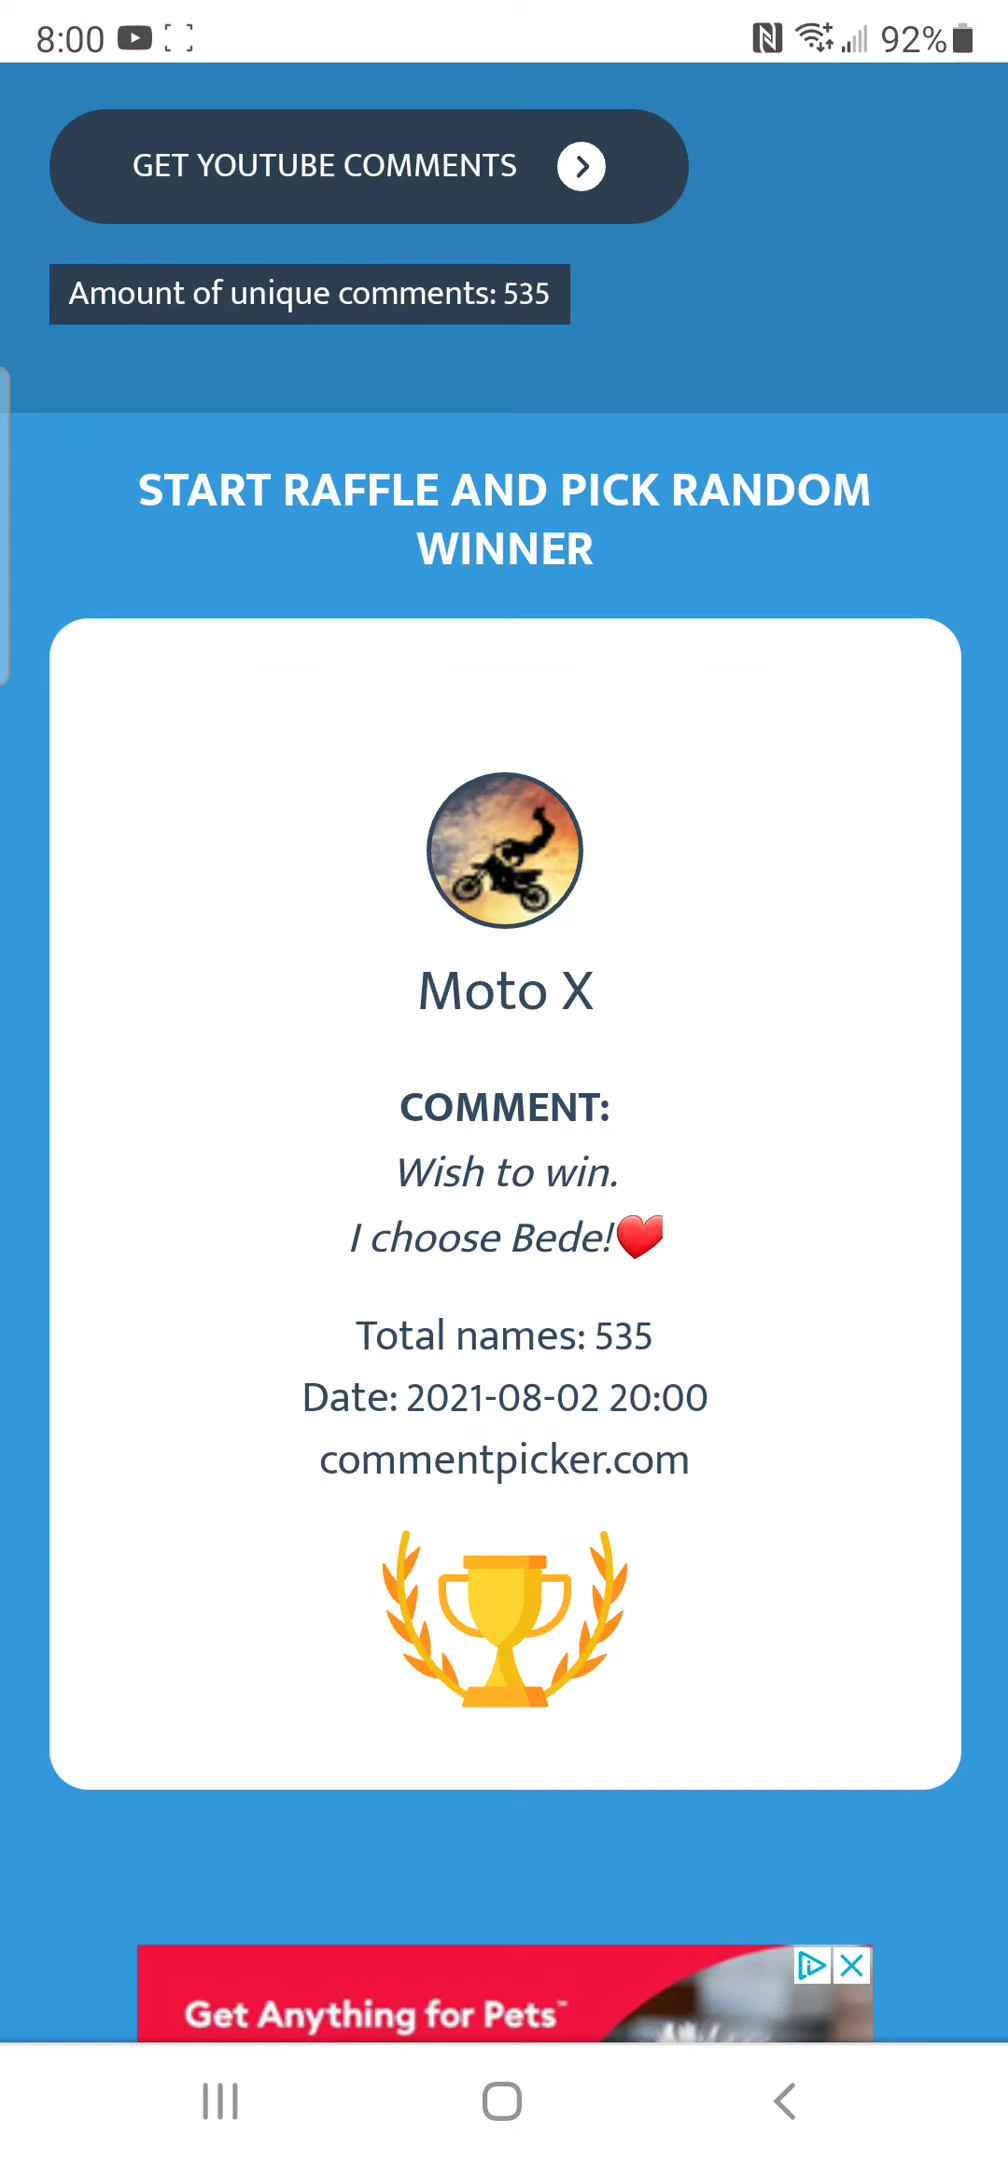 8:00
92%
GET YOUTUBE COMMENTS
Amount of unique comments: 535
START RAFFLE AND PICK RANDOM
WINNER
Moto X
COMMENT:
Wish to win.
I choose Bede!❤️
Total names: 535
Date: 2021-08-02 20:00
commentpicker.com
Get Anything for Pets™